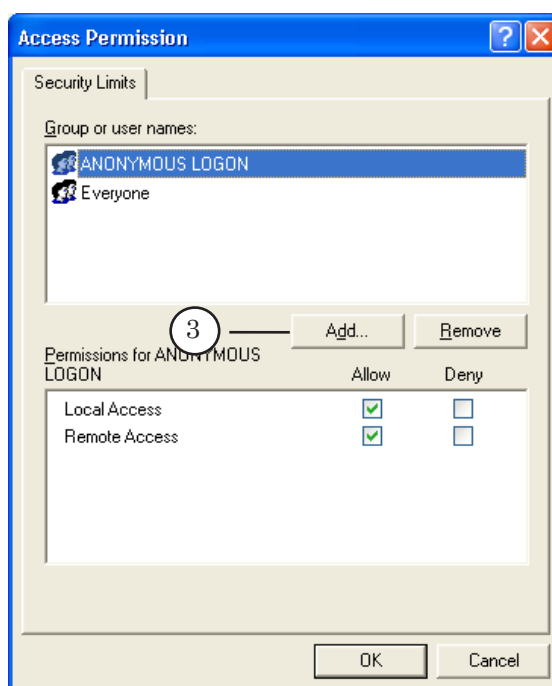 Access Permission
Security Limits
Group or user names:
ANONYMOUS LOGON
Everyone
3
Add...
Remove
Permissions for ANONYMOUS
LOGON
Allow
Deny
Local Access
Remote Access
OK
Cancel